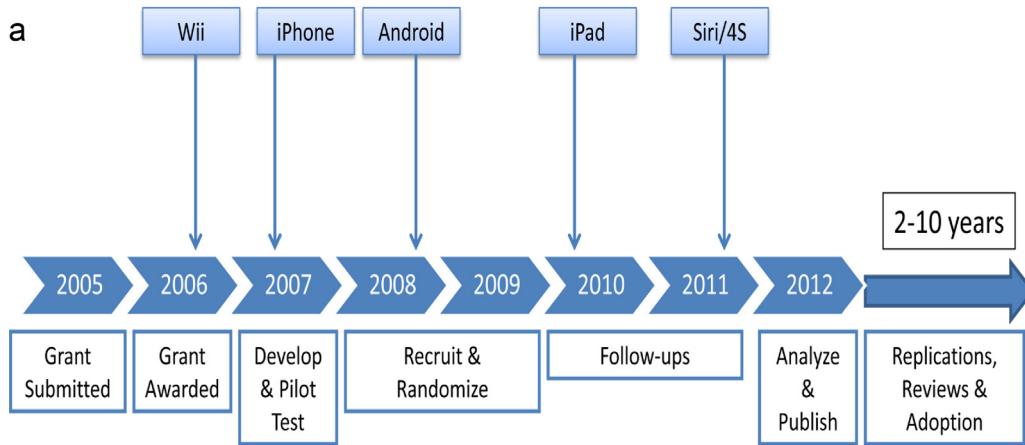 a
Wii
iPhone
Android
iPad
Siri/4S
2-10 years
2005
2006
2007
2008
2009
2010
2011
2012
Grant
Submitted
Grant
Awarded
Develop
& Pilot
Test
Recruit &
Randomize
Follow-ups
Analyze
&
Publish
Replications,
Reviews &
Adoption